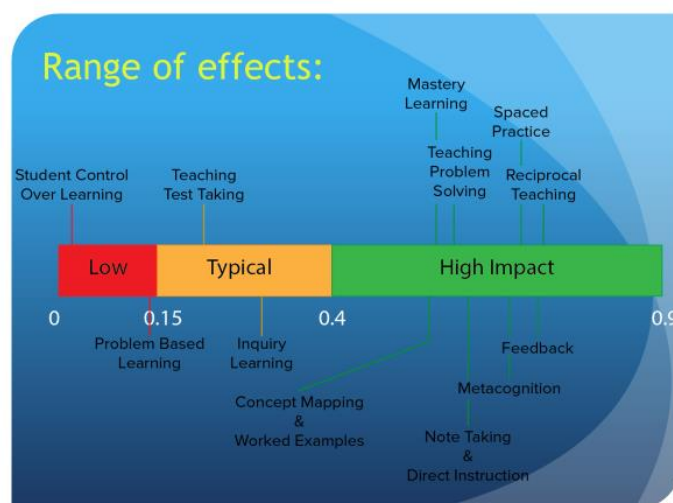 Range of effects:
Mastery
Learning
Spaced
Practice
Student Control
Over Learning
Teaching
Test Taking
Teaching
Problem
Solving
Reciprocal
Teaching
Low
Typical
High Impact
0
0.15
0.4
0.9
Problem Based
Learning
Inquiry
Learning
Feedback
Concept Mapping
&
Worked Examples
Metacognition
Note Taking
&
Direct Instruction